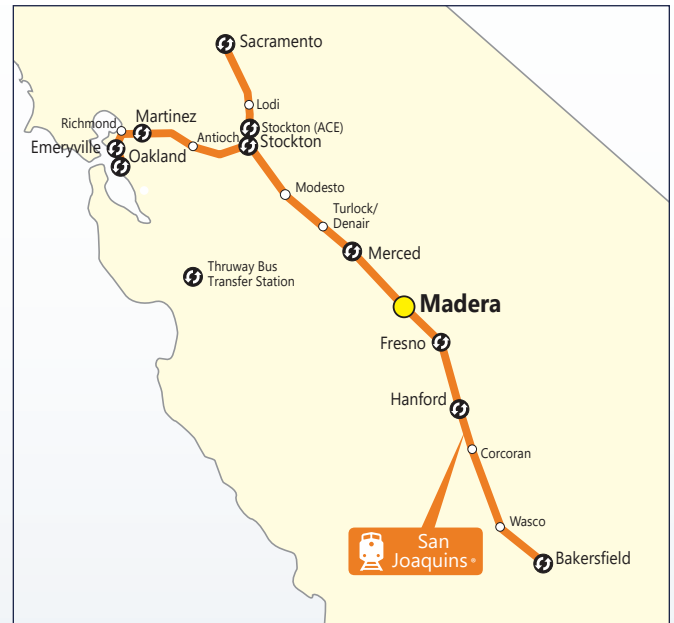 Sacramento
Lodi
Stockton (ACE)
Stockton
Richmond
Martinez
Antioch
Emeryville
Oakland
Modesto
Turlock/
Denair
Merced
Thruway Bus
Transfer Station
Madera
Fresno
Hanford
Corcoran
Wasco
San
Joaquins
Bakersfield